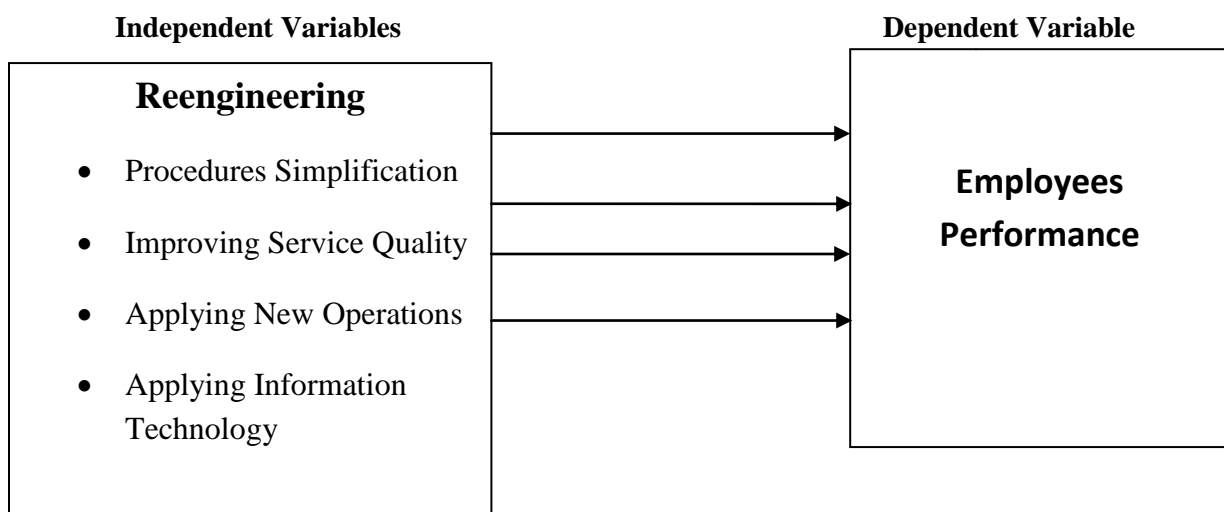 Independent Variables
Dependent Variable
Reengineering
• Procedures Simplification
• Improving Service Quality
• Applying New Operations
• Applying Information
Technology
Employees
Performance